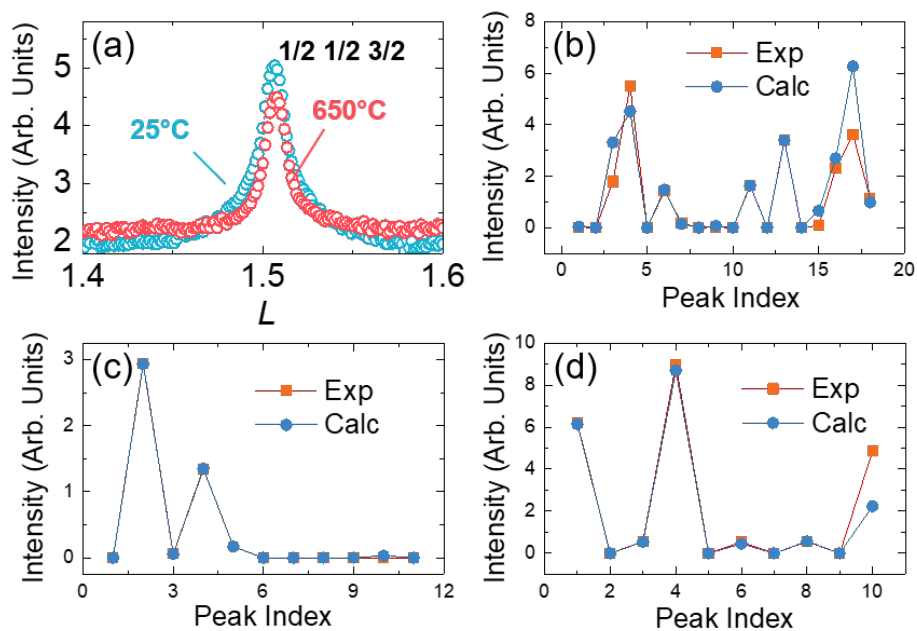 (a)
1/2 1/2 3/2
25°C
650°C
Intensity (Arb. Units)
5
4
3
2
1.4
1.5
1.6
L
(b)
Exp
Calc
Intensity (Arb. Units)
8
6
4
2
0
0
5
10
15
20
Peak Index
(c)
Exp
Calc
Intensity (Arb. Units)
3
2
1
0
0
3
6
9
12
Peak Index
(d)
Exp
Calc
Intensity (Arb. Units)
10
8
6
4
2
0
0
2
4
6
8
10
Peak Index